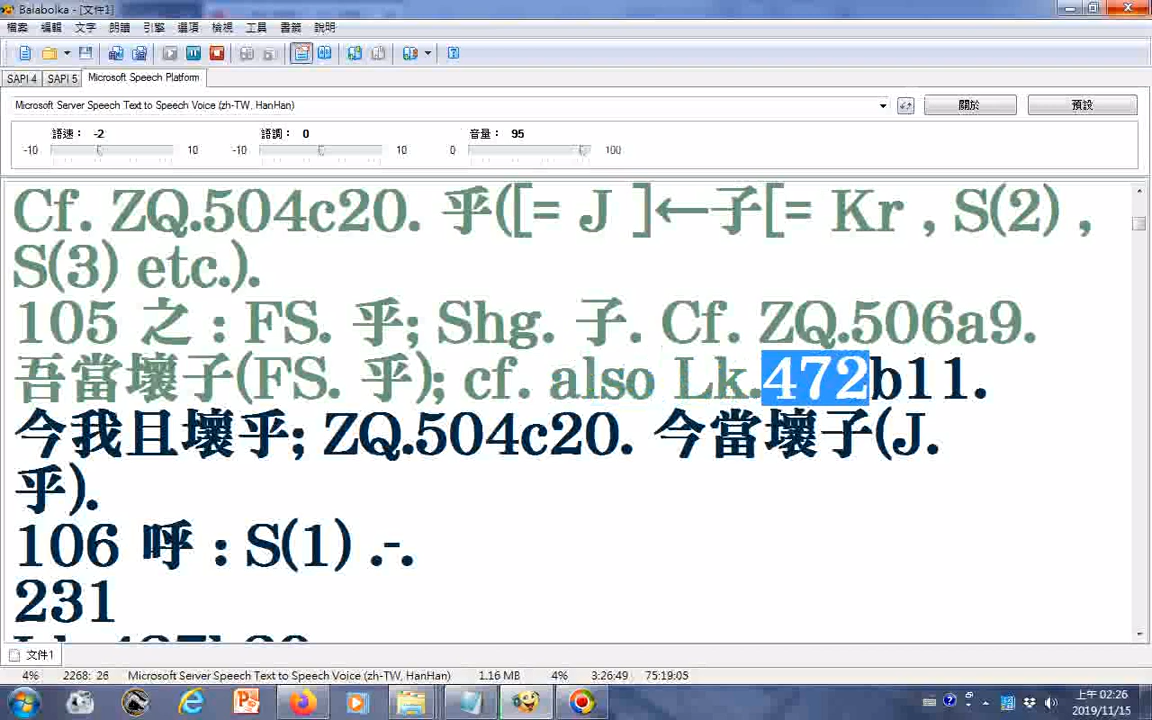 Balabolka - [文件1]
檔案 編輯 文字 朗讀 引擎 選項 檢視 工具 書籤 說明
SAPI 4 SAPI 5 Microsoft Speech Platform
Microsoft Server Speech Text to Speech Voice (zh-TW, HanHan) 關於 預設
語速： -2 語調： 0 音量： 95
-10 10 -10 10 0 100
Cf. ZQ.504c20. 乎([= J ]←子[= Kr , S(2) ,
S(3) etc.).
105 之 : FS. 乎; Shg. 子. Cf. ZQ.506a9.
吾當壞子(FS. 乎); cf. also Lk.472b11.
今我且壞乎; ZQ.504c20. 今當壞子(J.
乎).
106 呼 : S(1) .-.
231
文件1
4% 2268: 26 Microsoft Server Speech Text to Speech Voice (zh-TW, HanHan) 1.16 MB 4% 3:26:49 75:19:05
上午 02:26
2019/11/15